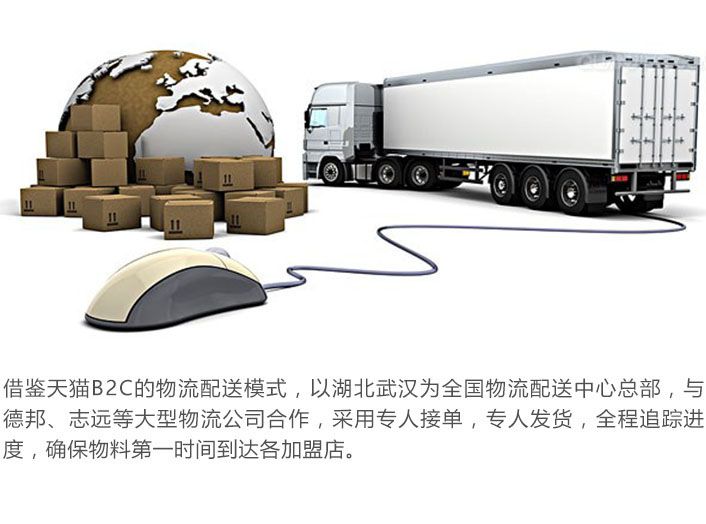 借鉴天猫B2C的物流配送模式，以湖北武汉为全国物流配送中心总部，与
德邦、志远等大型物流公司合作，采用专人接单，专人发货，全程追踪进
度，确保物料第一时间到达各加盟店。